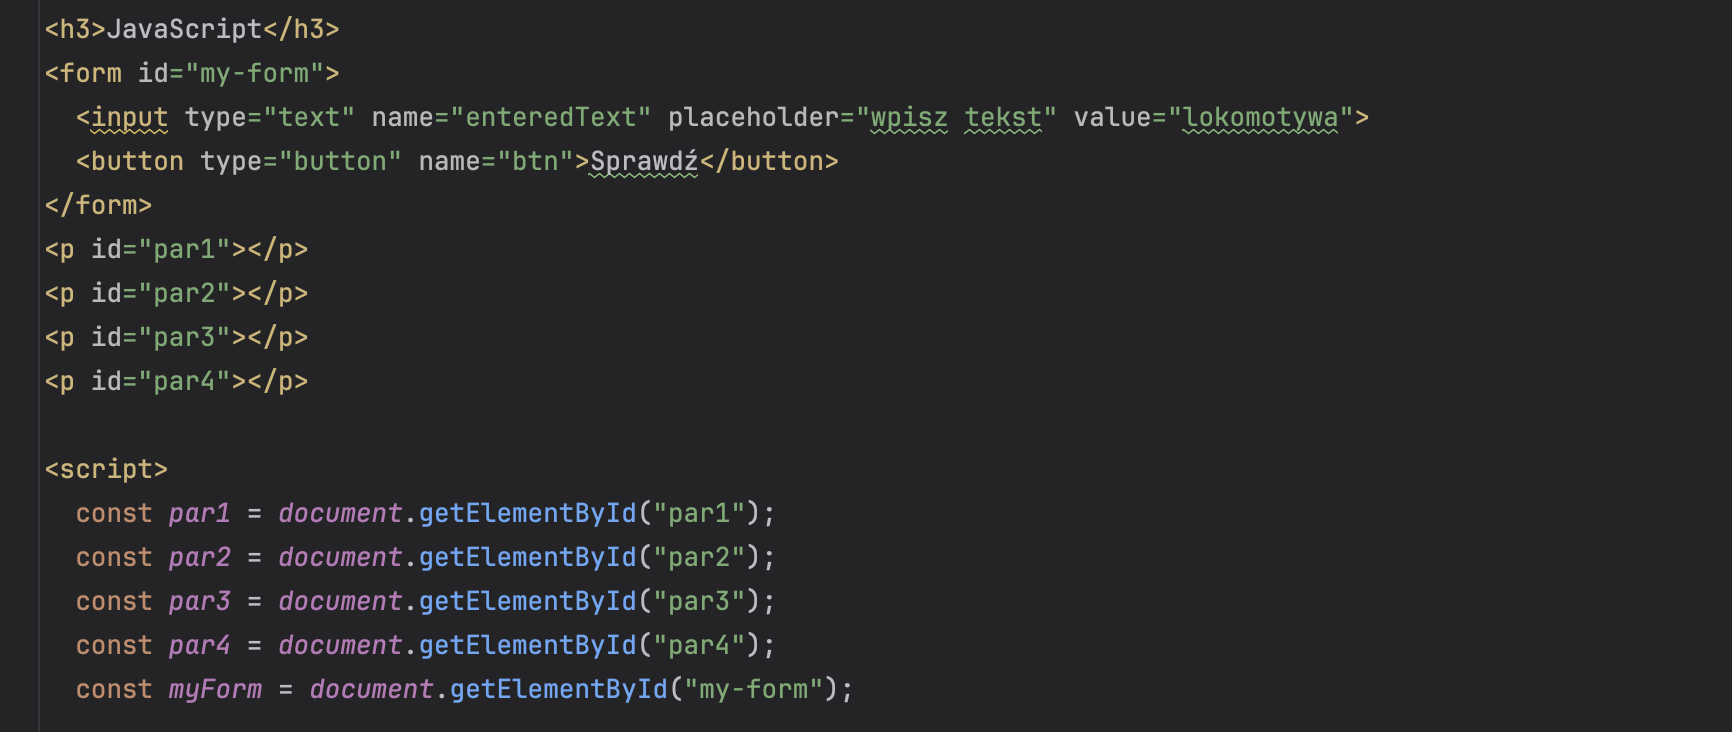 <h3>JavaScript</h3>
<form id="my-form">
<input type="text" name="enteredText" placeholder="wpisz tekst" value="lokomotywa">
<button type="button" name="btn">Sprawdź</button>
</form>
<p id="par1"></p>
<p id="par2"></p>
<p id="par3"></p>
<p id="par4"></p>
<script>
const par1 = document.getElementById("par1");
const par2 = document.getElementById("par2");
const par3 = document.getElementById("par3");
const par4 = document.getElementById("par4");
const myForm = document.getElementById("my-form");